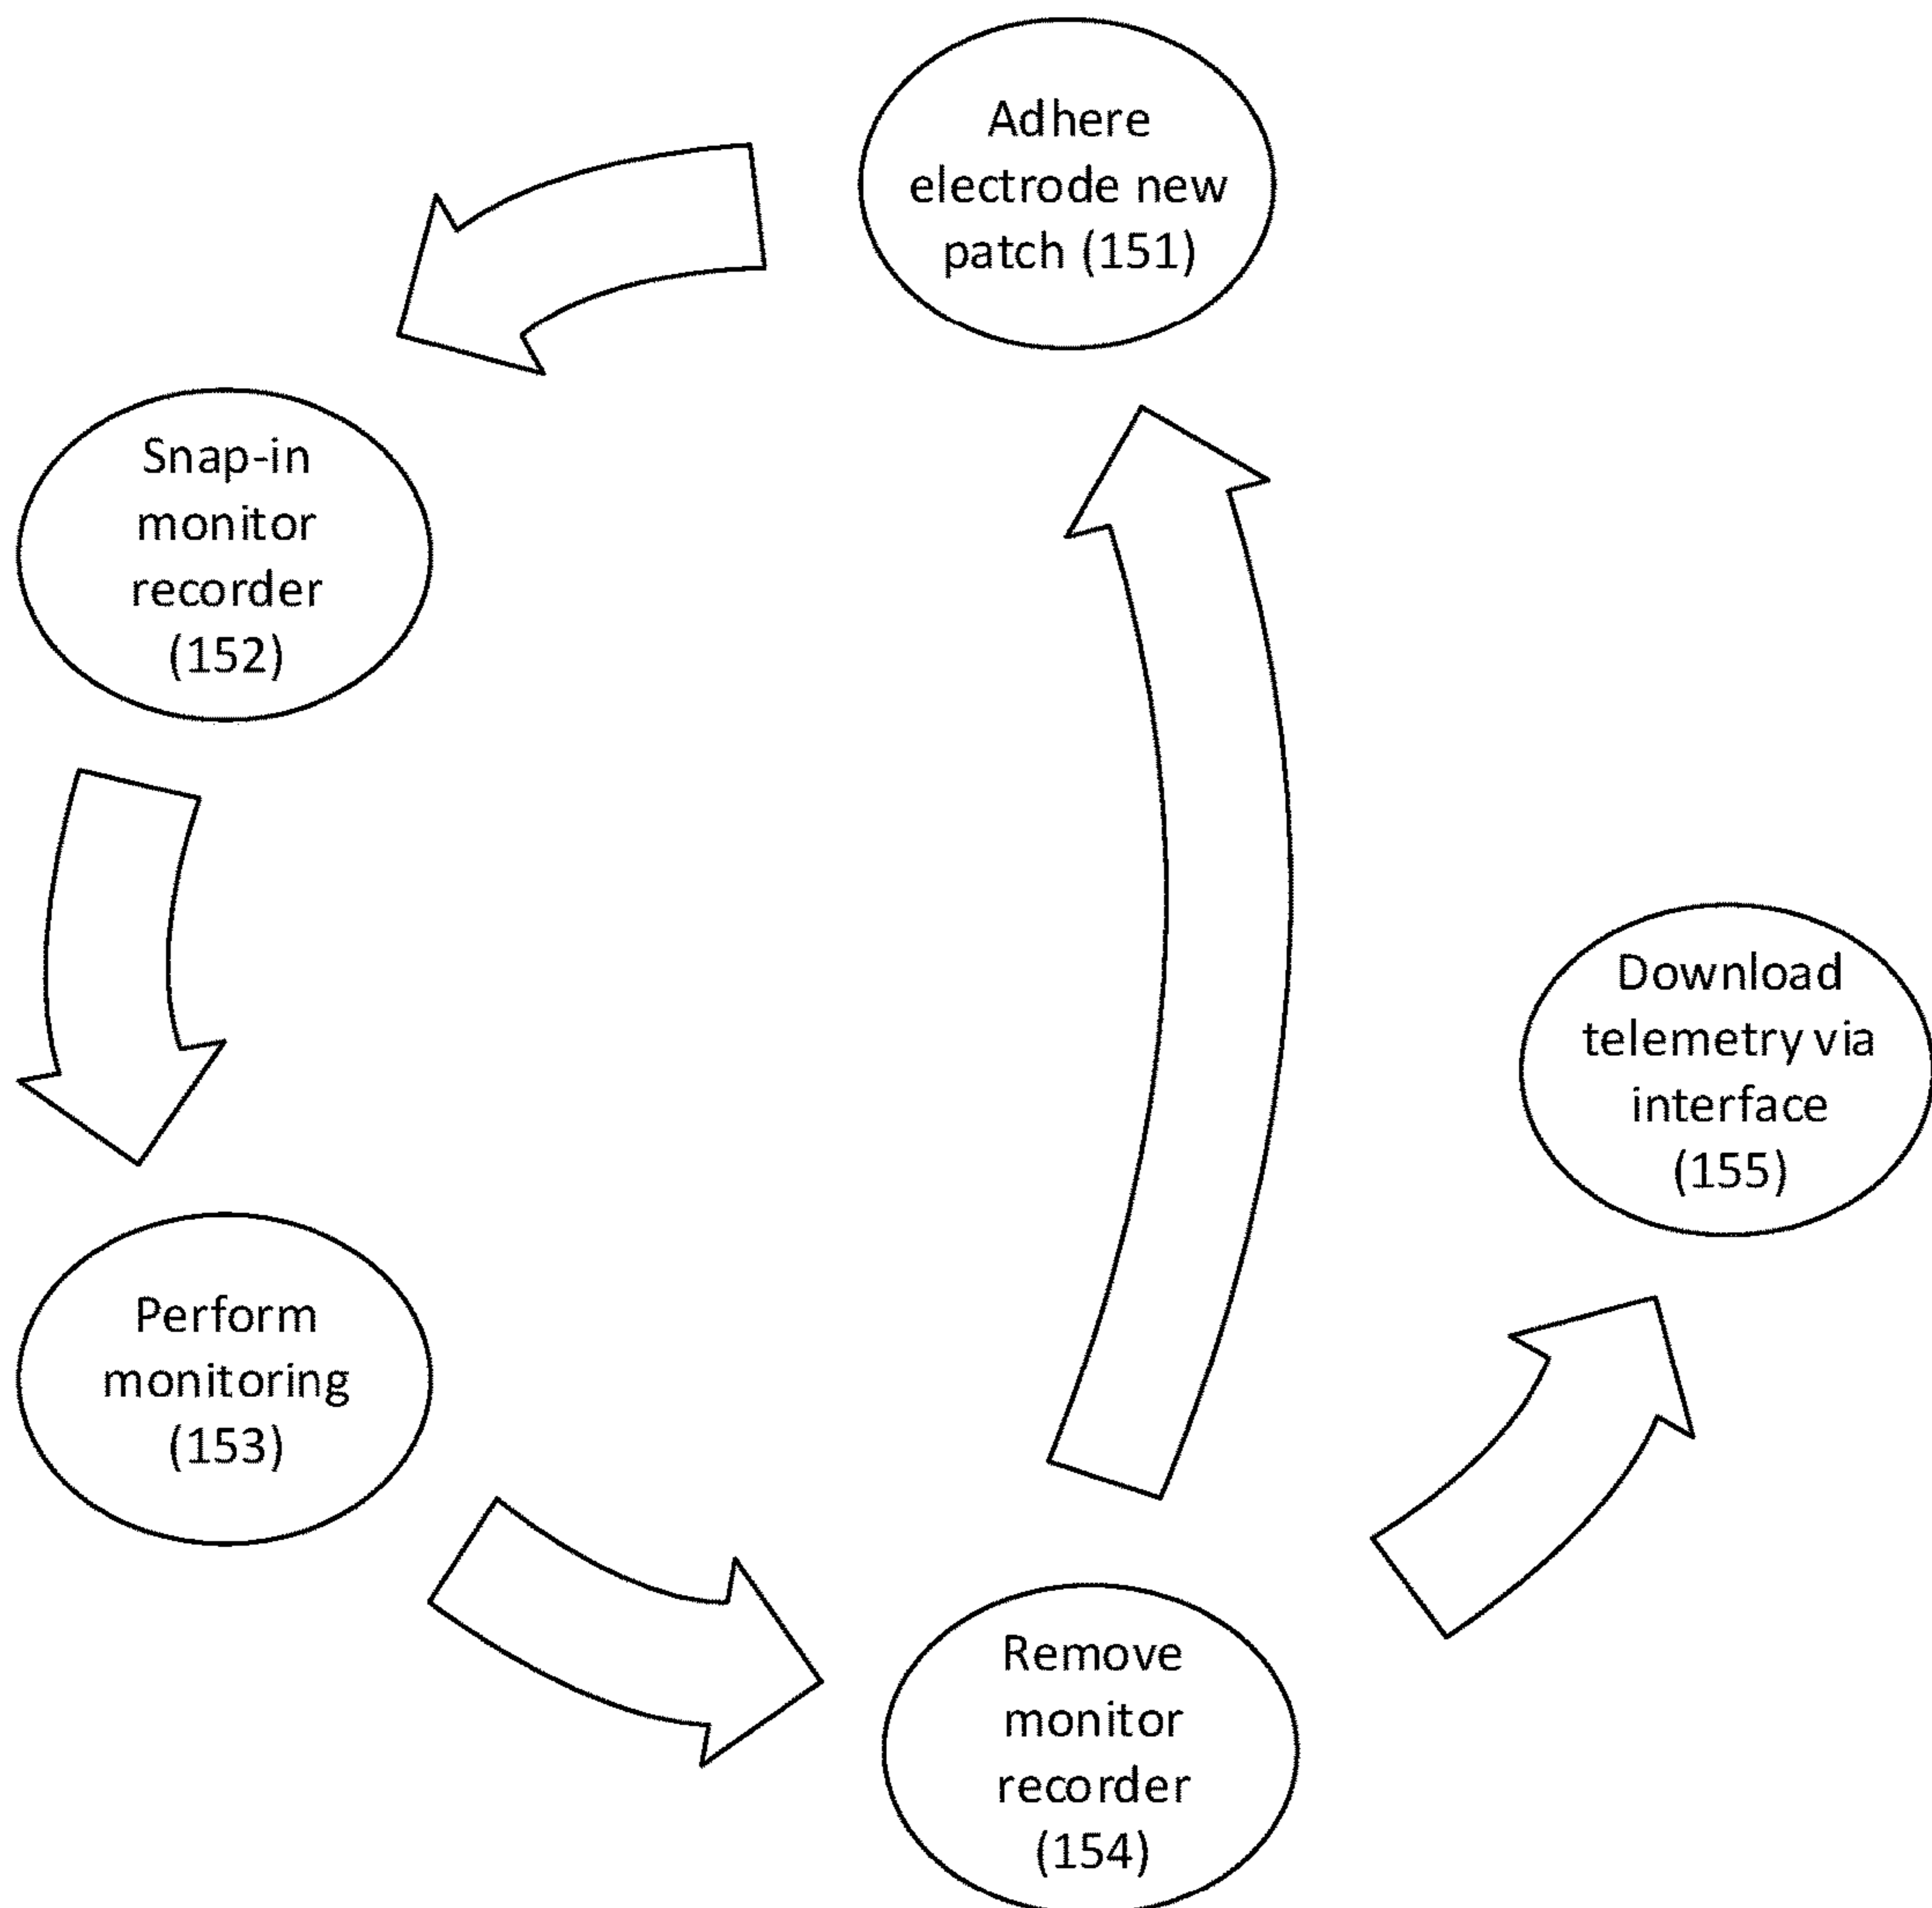 Adhere
electrode new
patch (151)
Snap-in
monitor
recorder
(152)
Perform
monitoring
(153)
Remove
monitor
recorder
(154)
Download
telemetry via
interface
(155)